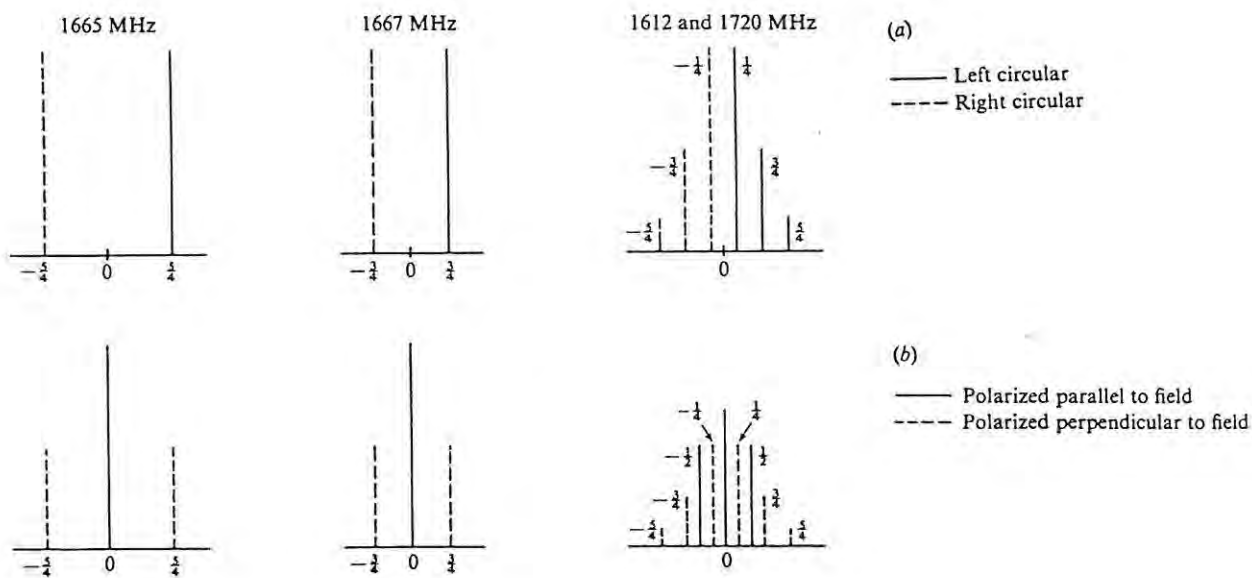 1665 MHz
1667 MHz
1612 and 1720 MHz
(a)
Left circular
Right circular
-5/4 0 5/4
-3/4 0 3/4
-1/4 1/4
-3/4 3/4
-5/4 5/4
0
(b)
Polarized parallel to field
Polarized perpendicular to field
-5/4 0 5/4
-3/4 0 3/4
-1/4 1/4
-1/2 1/2
-3/4 3/4
-5/4 5/4
0